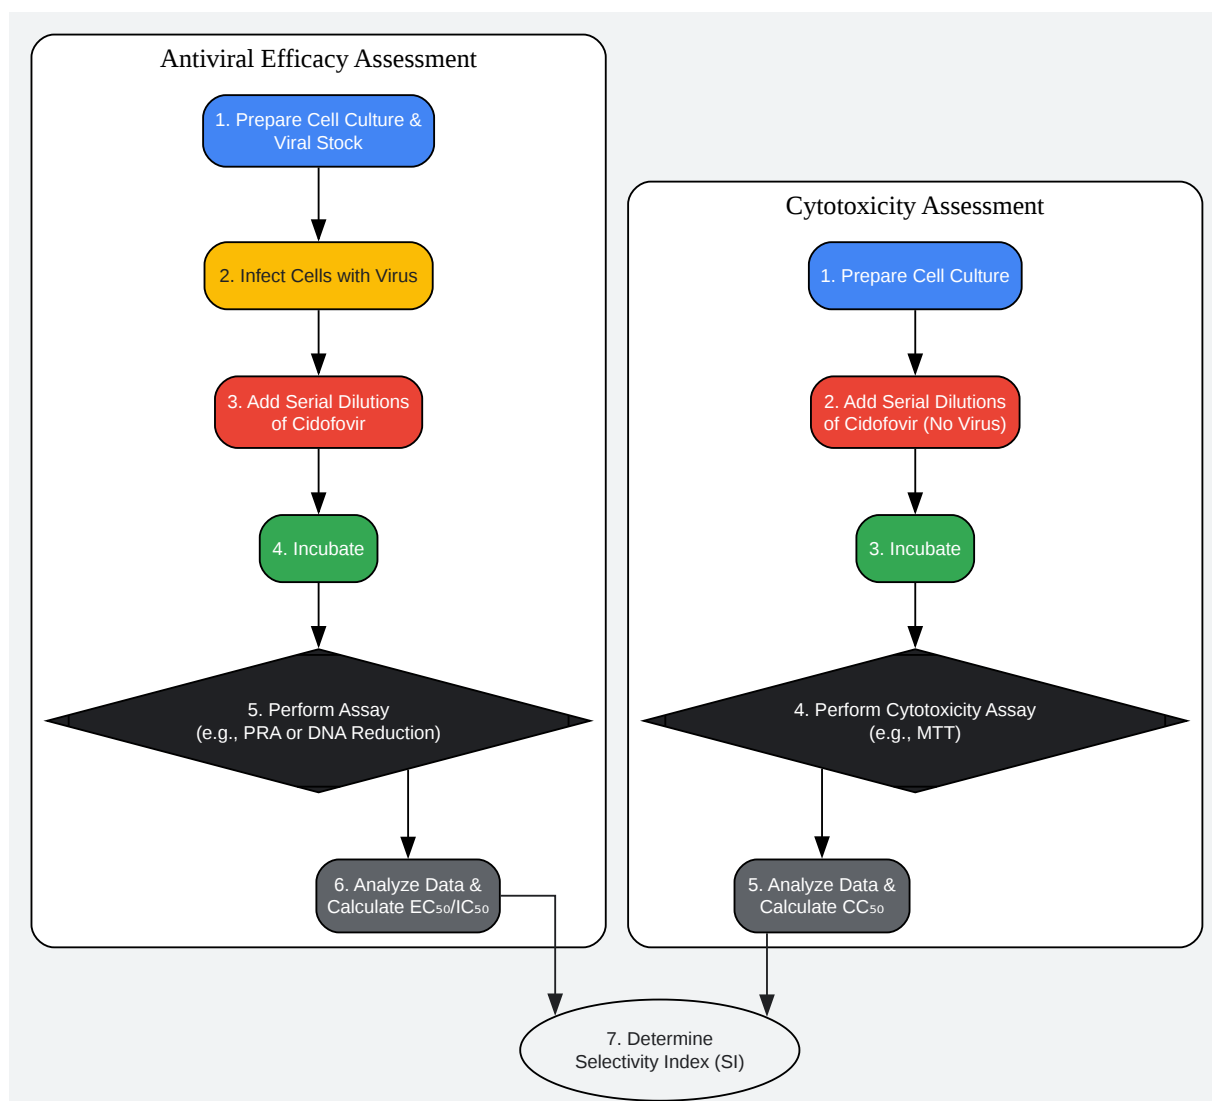 Antiviral Efficacy Assessment
1. Prepare Cell Culture &
Viral Stock
2. Infect Cells with Virus
3. Add Serial Dilutions
of Cidofovir
4. Incubate
5. Perform Assay
(e.g., PRA or DNA Reduction)
6. Analyze Data &
Calculate EC₅₀/IC₅₀
Cytotoxicity Assessment
1. Prepare Cell Culture
2. Add Serial Dilutions
of Cidofovir (No Virus)
3. Incubate
4. Perform Cytotoxicity Assay
(e.g., MTT)
5. Analyze Data &
Calculate CC₅₀
7. Determine
Selectivity Index (SI)